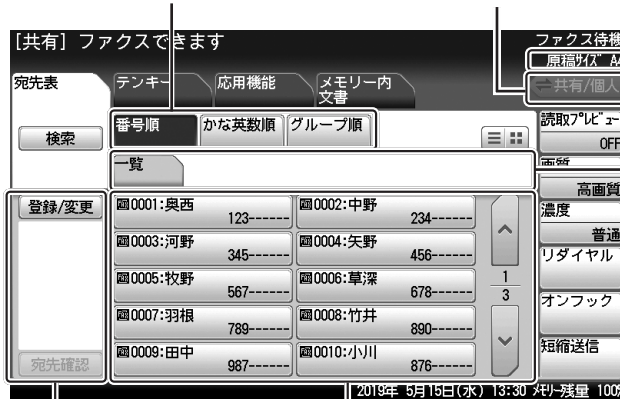 [共有] ファクスできます
ファクス待機
原稿ｻｲｽﾞ A4
宛先表
テンキー
応用機能
メモリー内
文書
共有/個人
検索
番号順
かな英数順
グループ順
読取ﾌﾟﾚﾋﾞｭｰ
OFF
一覧
画質
高画質
登録/変更
0001:奥西
123------
0002:中野
234------
濃度
普通
0003:河野
345------
0004:矢野
456------
リダイヤル
0005:牧野
567------
0006:草深
678------
1
3
オンフック
0007:羽根
789------
0008:竹井
890------
短縮送信
宛先確認
0009:田中
987------
0010:小川
876------
2019年 5月15日(水) 13:30 ﾒﾓﾘｰ残量 100%